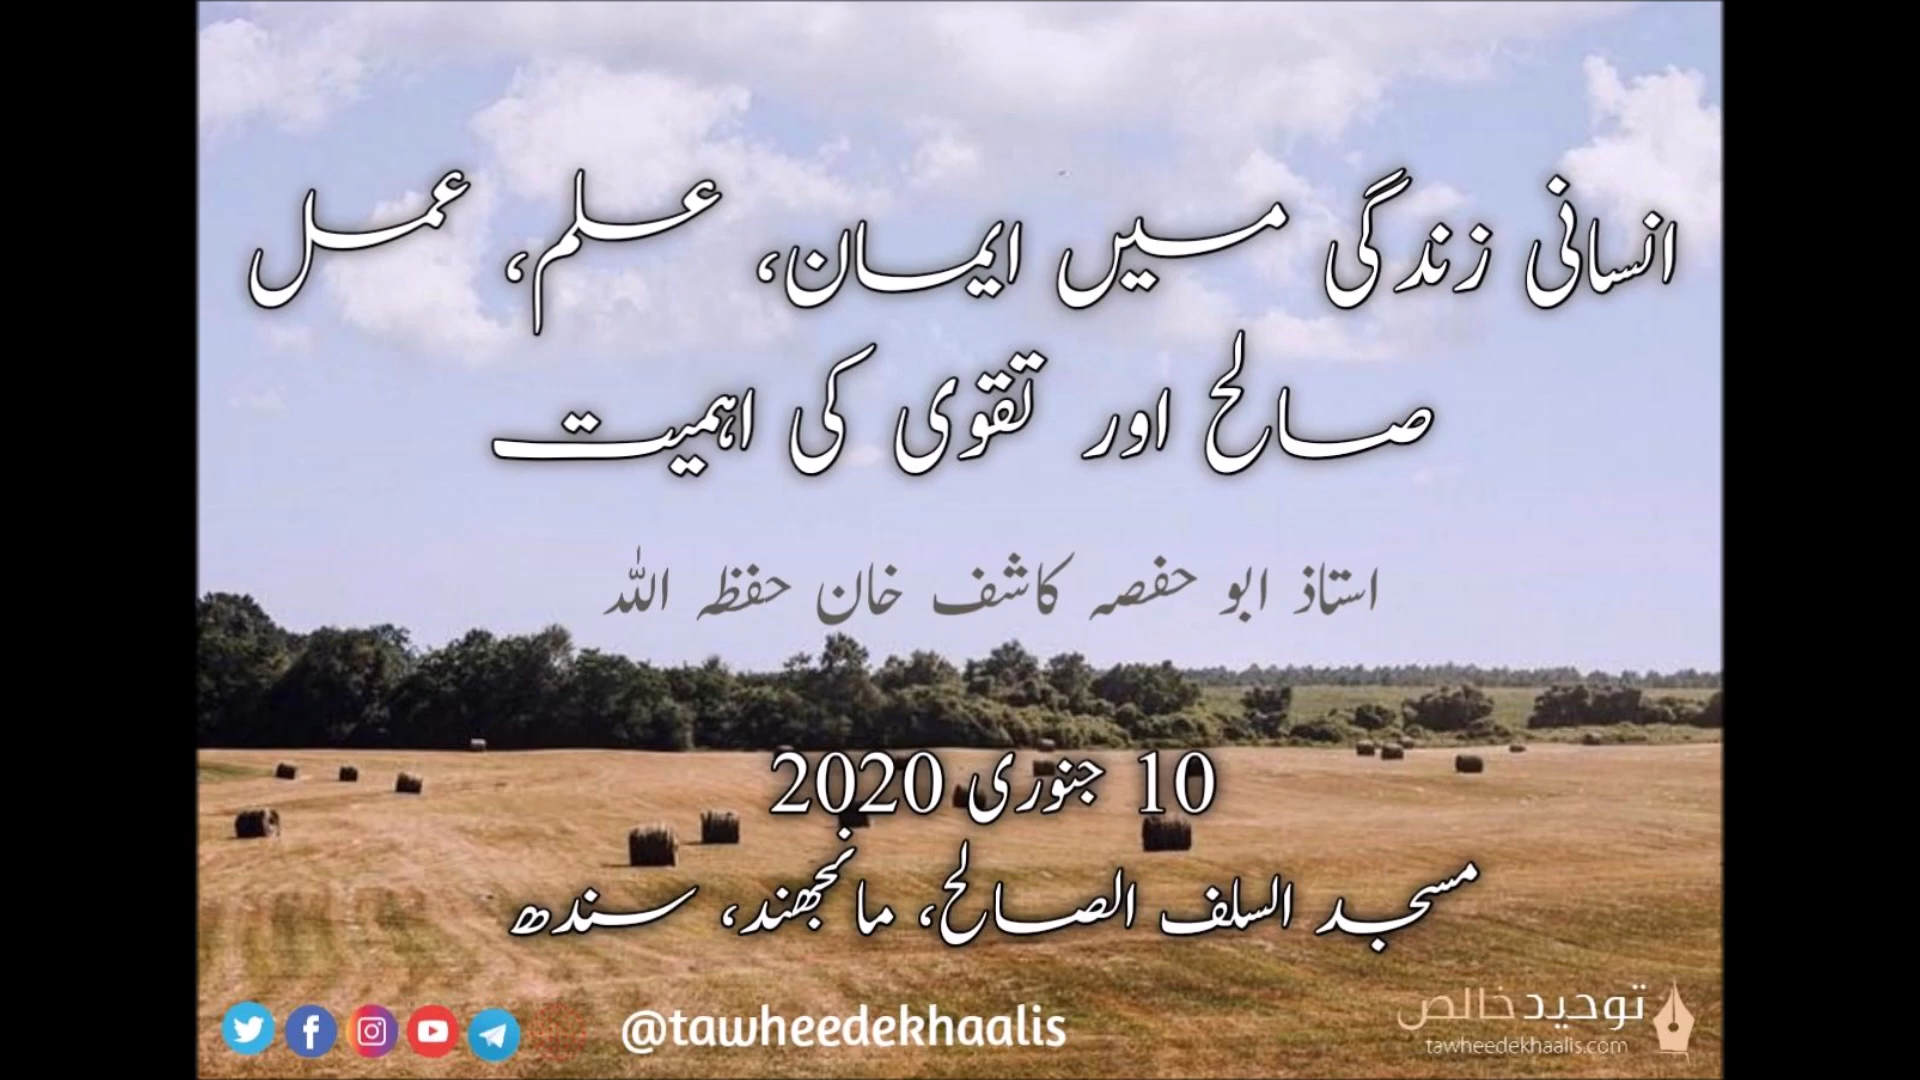 انسانی زندگی میں ایمان، علم، عمل
صالح اور تقوی کی اہمیت
استاذ ابو حفصہ کاشف خان حفظہ اللہ
10 جنوری 2020
مسجد السلف الصالح، مانجھند، سندھ
@tawheedekhaalis
توحید خالص
tawheedekhaalis.com